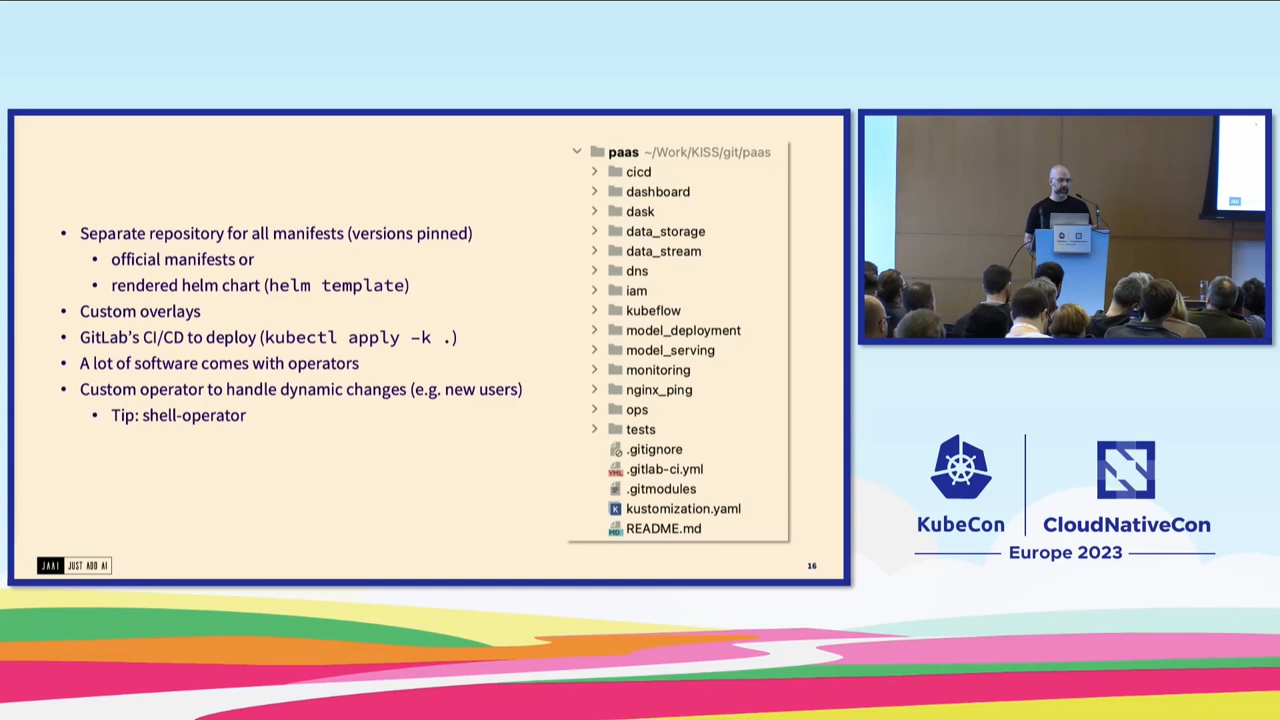 • Separate repository for all manifests (versions pinned)
• official manifests or
• rendered helm chart (helm template)
• Custom overlays
• GitLab's CI/CD to deploy (kubectl apply -k .)
• A lot of software comes with operators
• Custom operator to handle dynamic changes (e.g. new users)
• Tip: shell-operator
paas ~/Work/KISS/git/paas
cicd
dashboard
dask
data_storage
data_stream
dns
iam
kubeflow
model_deployment
model_serving
monitoring
nginx_ping
ops
tests
.gitignore
.gitlab-ci.yml
.gitmodules
kustomization.yaml
README.md
JAAI JUST ADD AI
16
KubeCon
CloudNativeCon
Europe 2023